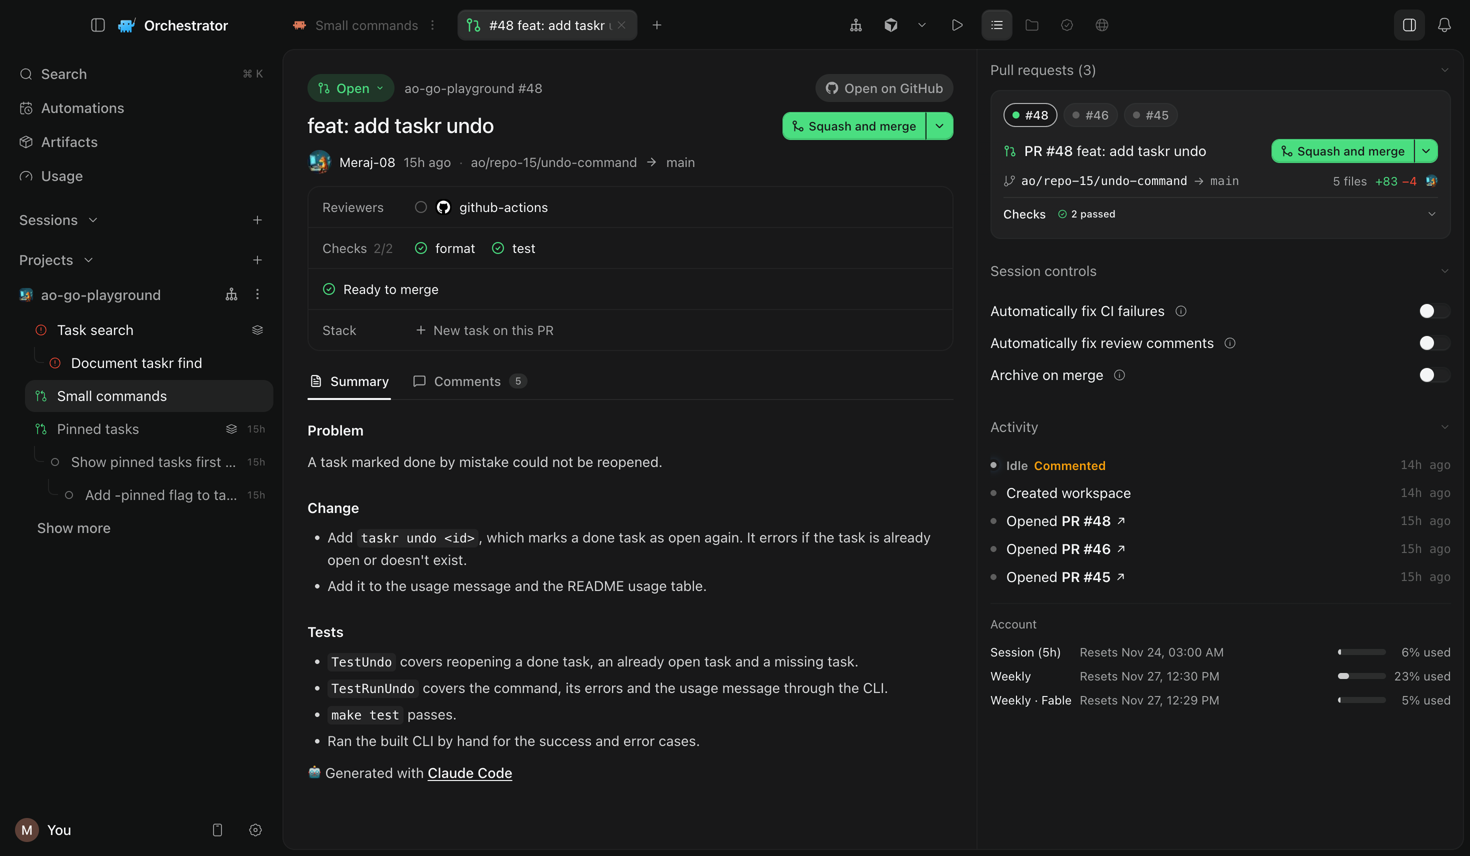 Orchestrator
Small commands
#48 feat: add taskr
Search ⌘ K
Automations
Artifacts
Usage
Sessions
Projects
ao-go-playground
Task search
Document taskr find
Small commands
Pinned tasks 15h
Show pinned tasks first ... 15h
Add -pinned flag to ta... 15h
Show more
M You
Open ao-go-playground #48
Open on GitHub
feat: add taskr undo
Squash and merge
Meraj-08 15h ago · ao/repo-15/undo-command → main
Reviewers github-actions
Checks 2/2 format test
Ready to merge
Stack + New task on this PR
Summary Comments 5
Problem
A task marked done by mistake could not be reopened.
Change
• Add taskr undo <id>, which marks a done task as open again. It errors if the task is already
open or doesn't exist.
• Add it to the usage message and the README usage table.
Tests
• TestUndo covers reopening a done task, an already open task and a missing task.
• TestRunUndo covers the command, its errors and the usage message through the CLI.
• make test passes.
• Ran the built CLI by hand for the success and error cases.
🤖 Generated with Claude Code
Pull requests (3)
#48 #46 #45
PR #48 feat: add taskr undo
Squash and merge
ao/repo-15/undo-command → main 5 files +83 −4
Checks 2 passed
Session controls
Automatically fix CI failures
Automatically fix review comments
Archive on merge
Activity
Idle Commented 14h ago
Created workspace 14h ago
Opened PR #48 ↗ 15h ago
Opened PR #46 ↗ 15h ago
Opened PR #45 ↗ 15h ago
Account
Session (5h) Resets Nov 24, 03:00 AM 6% used
Weekly Resets Nov 27, 12:30 PM 23% used
Weekly · Fable Resets Nov 27, 12:29 PM 5% used